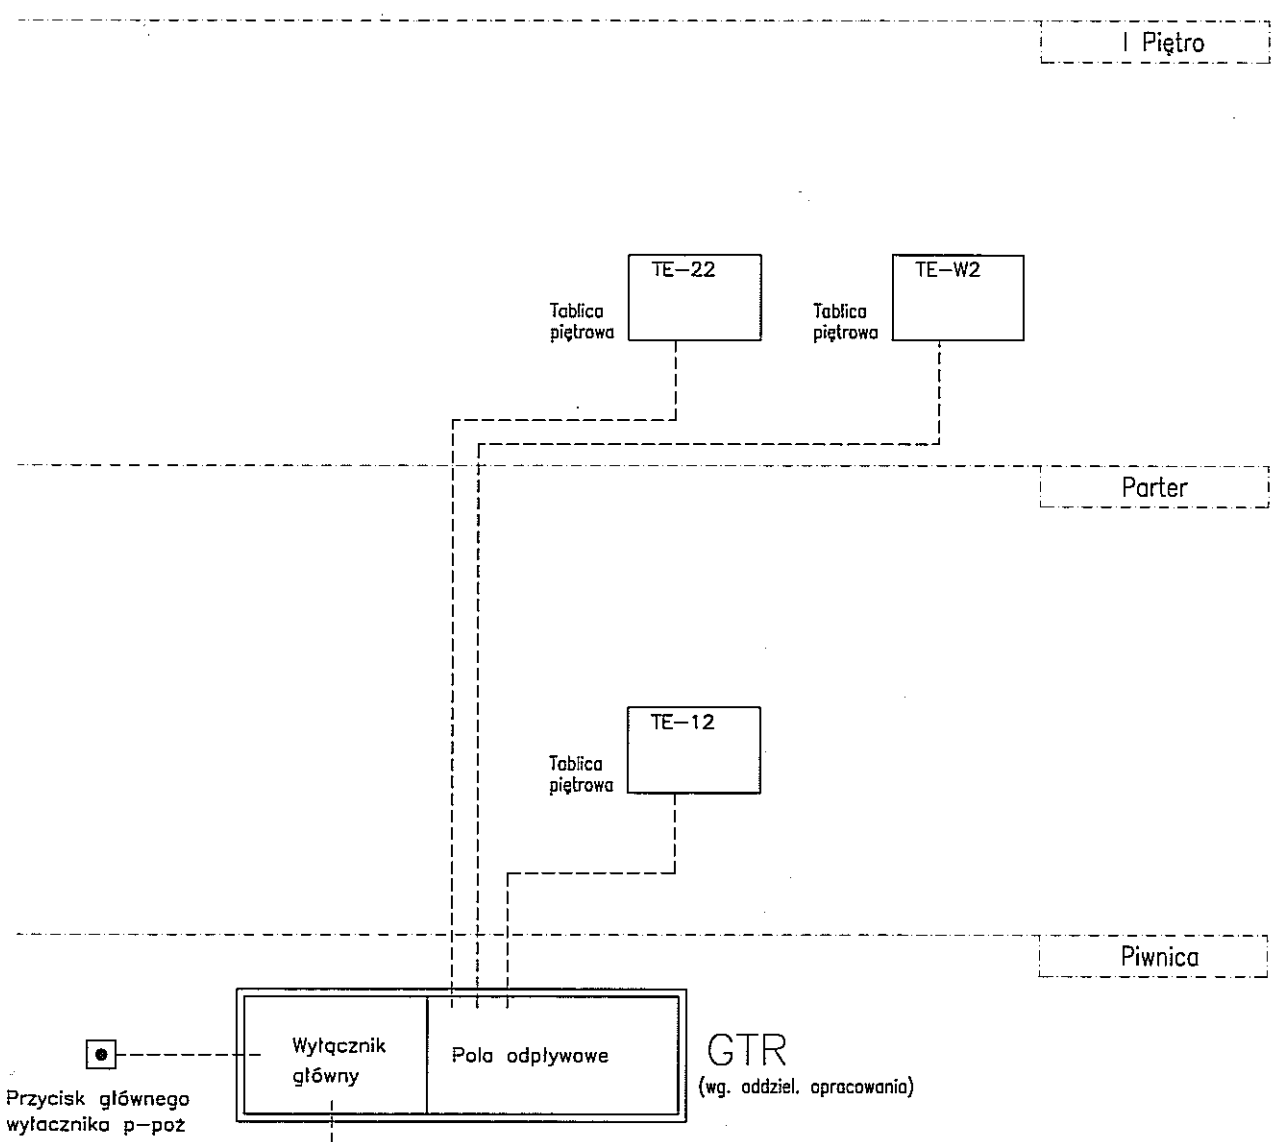 I Piętro
TE-22
TE-W2
Tablica
piętrowa
Tablica
piętrowa
Parter
TE-12
Tablica
piętrowa
Piwnica
Wyłącznik
główny
Pola odpływowe
GTR
(wg. oddziel. opracowania)
Przycisk głównego
wyłacznika p-poż